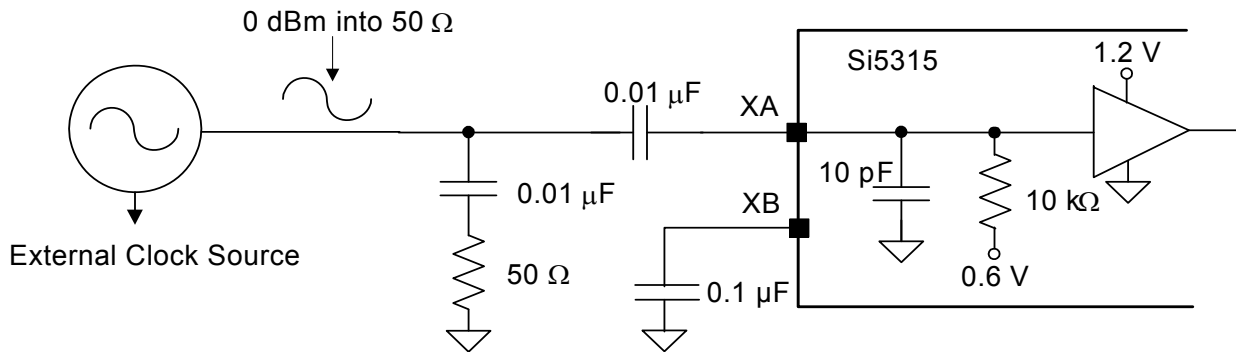 0 dBm into 50 Ω
Si5315
1.2 V
0.01 μF
XA
10 pF
0.01 μF
XB
10 kΩ
External Clock Source
50 Ω
0.1 µF
0.6 V